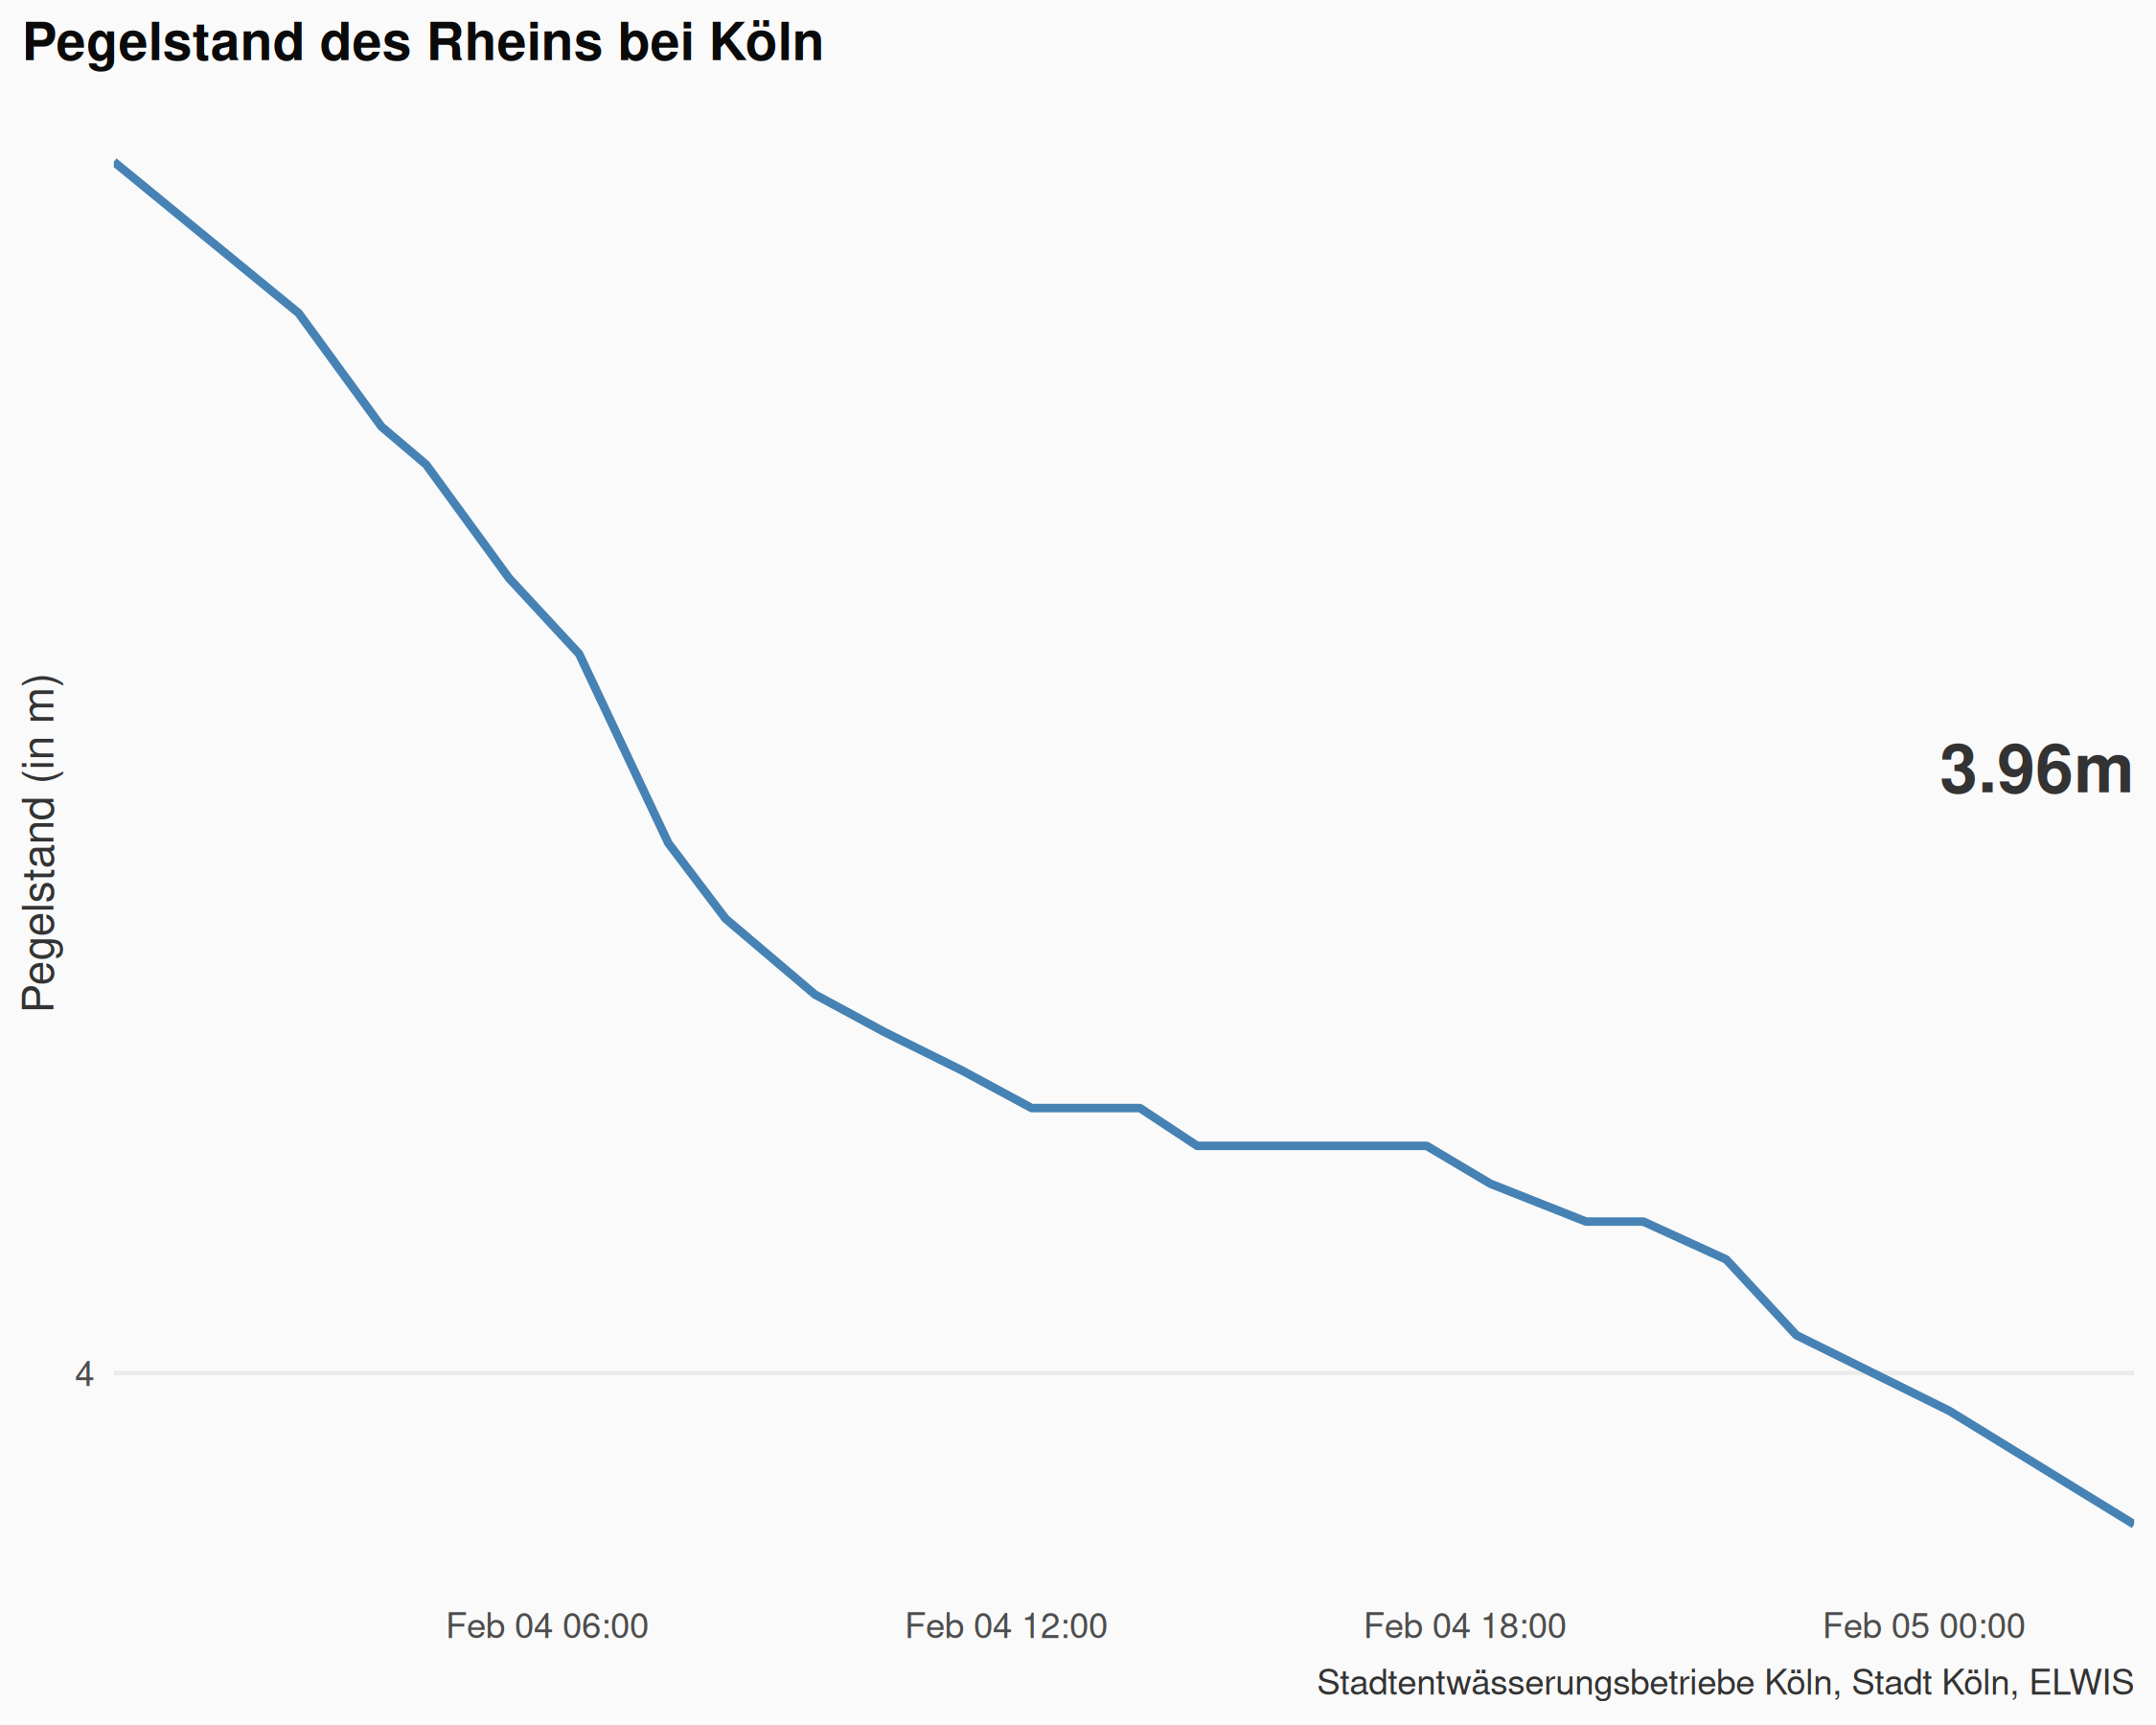 Pegelstand des Rheins bei Köln
Pegelstand (in m)
3.96m
4
Feb 04 06:00
Feb 04 12:00
Feb 04 18:00
Feb 05 00:00
Stadtentwässerungsbetriebe Köln, Stadt Köln, ELWIS